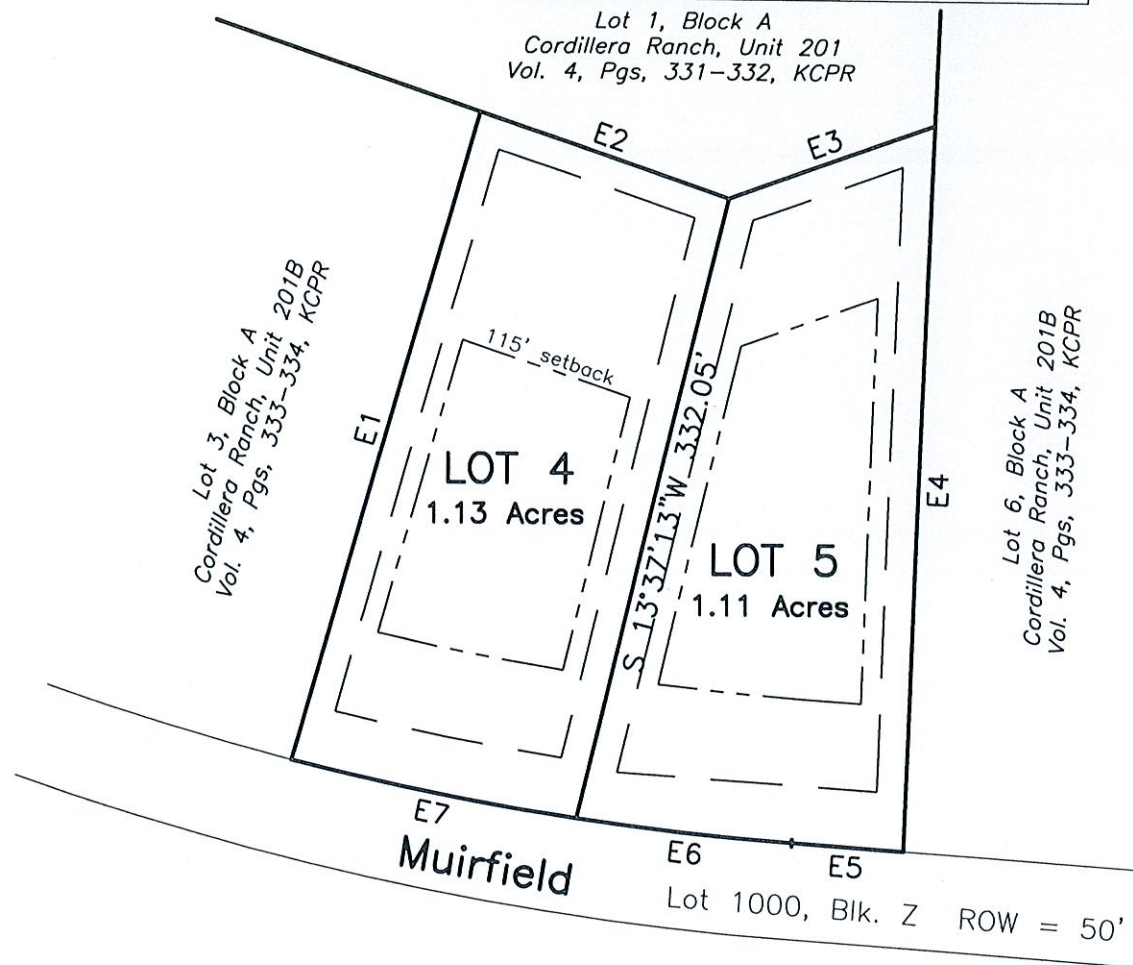 Lot 1, Block A
Cordillera Ranch, Unit 201
Vol. 4, Pgs, 331-332, KCPR
E2
E3
Lot 3, Block A
Cordillera Ranch, Unit 201B
Vol. 4, Pgs, 333-334, KCPR
E1
115' setback
LOT 4
1.13 Acres
S 13°37'13"W 332.05'
LOT 5
1.11 Acres
E4
Lot 6, Block A
Cordillera Ranch, Unit 201B
Vol. 4, Pgs, 333-334, KCPR
E7
E6
E5
Muirfield
Lot 1000, Blk. Z ROW = 50'